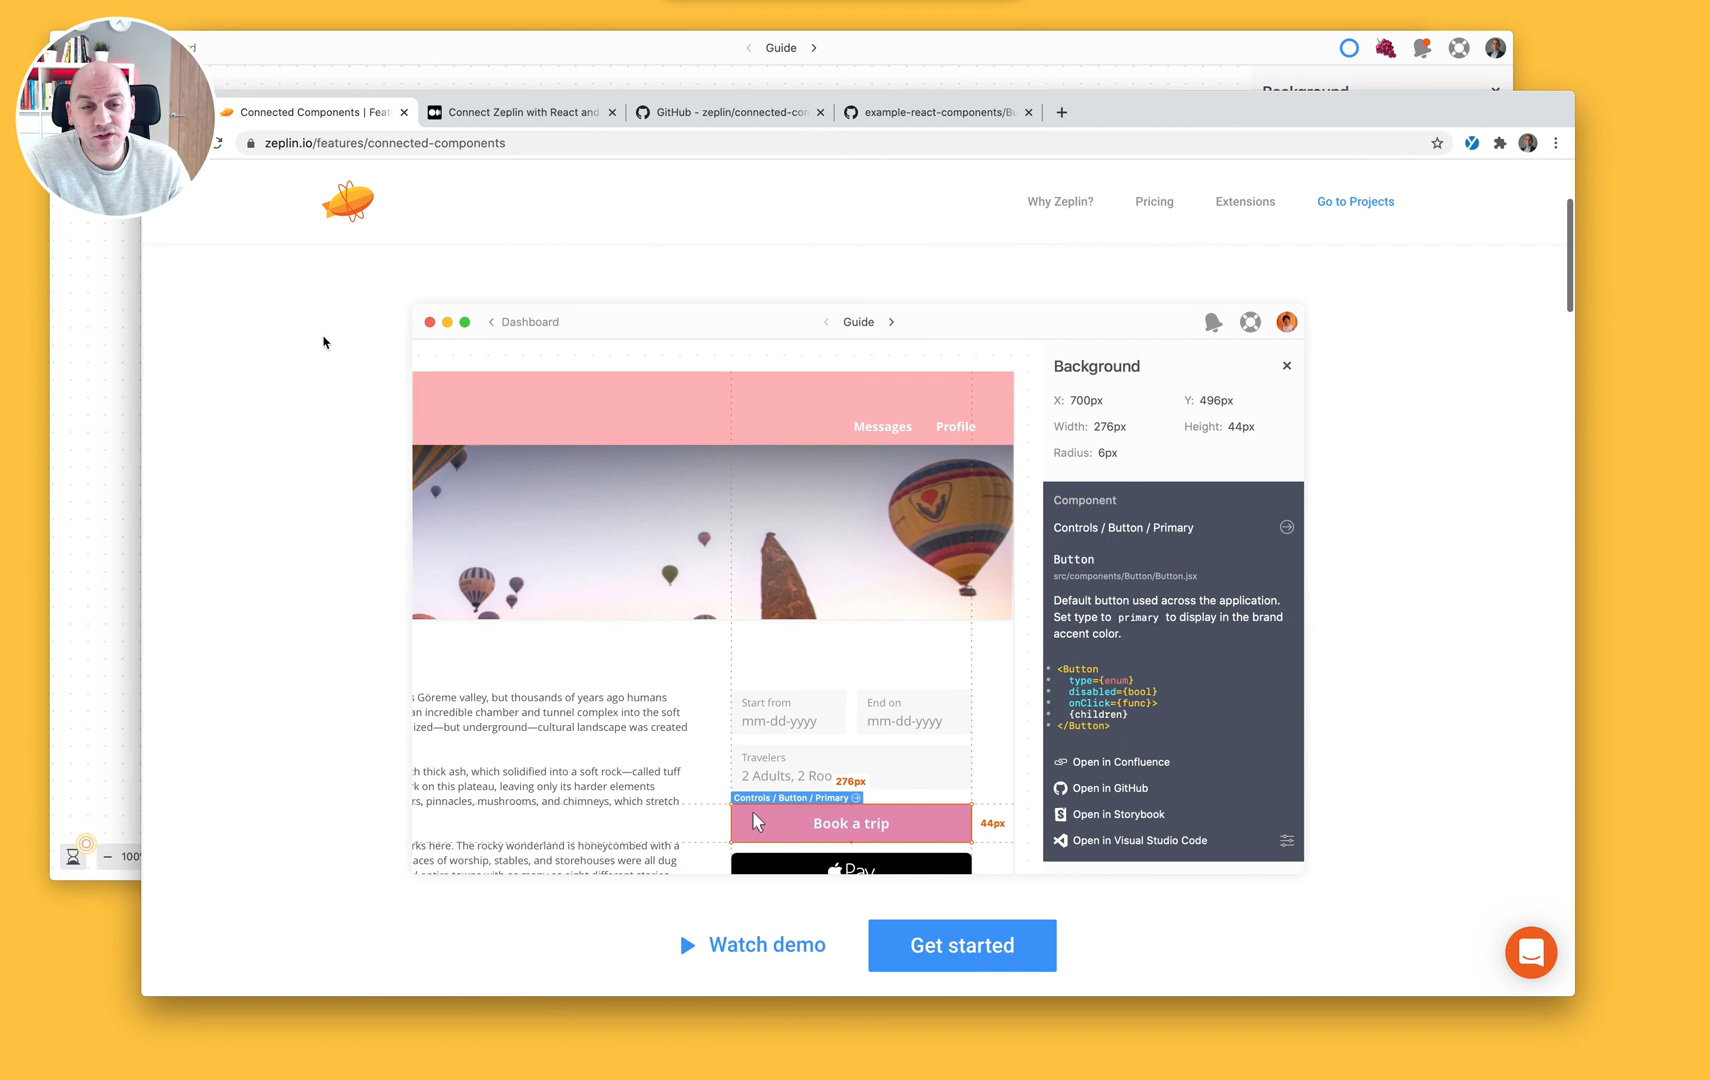 Guide
Background
Connected Components | Feat
Connect Zeplin with React and
GitHub - zeplin/connected-con
example-react-components/Bu
zeplin.io/features/connected-components
Why Zeplin?
Pricing
Extensions
Go to Projects
Dashboard
Guide
Background
X: 700px
Y: 496px
Width: 276px
Height: 44px
Radius: 6px
Messages
Profile
Component
Controls / Button / Primary
Button
src/components/Button/Button.jsx
Default button used across the application.
Set type to primary to display in the brand
accent color.
<Button
type={enum}
disabled={bool}
onClick={func}>
{children}
</Button>
Open in Confluence
Open in GitHub
Open in Storybook
Open in Visual Studio Code
s Göreme valley, but thousands of years ago humans
an incredible chamber and tunnel complex into the soft
ized—but underground—cultural landscape was created
h thick ash, which solidified into a soft rock—called tuff
rk on this plateau, leaving only its harder elements
rs, pinnacles, mushrooms, and chimneys, which stretch
rks here. The rocky wonderland is honeycombed with a
aces of worship, stables, and storehouses were all dug
Start from
mm-dd-yyyy
End on
mm-dd-yyyy
Travelers
2 Adults, 2 Roo
276px
Controls / Button / Primary
Book a trip
44px
Pay
100%
Watch demo
Get started